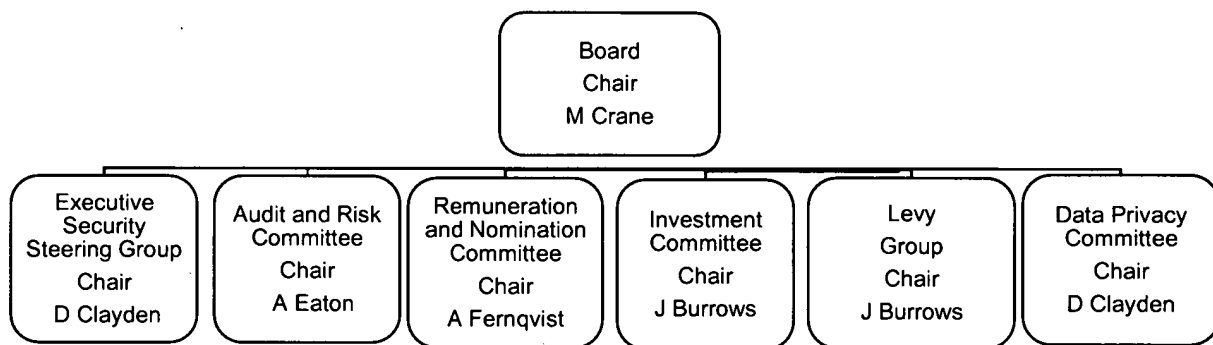 Board
Chair
M Crane
Executive
Security
Steering Group
Chair
D Clayden
Audit and Risk
Committee
Chair
A Eaton
Remuneration
and Nomination
Committee
Chair
A Fernqvist
Investment
Committee
Chair
J Burrows
Levy
Group
Chair
J Burrows
Data Privacy
Committee
Chair
D Clayden